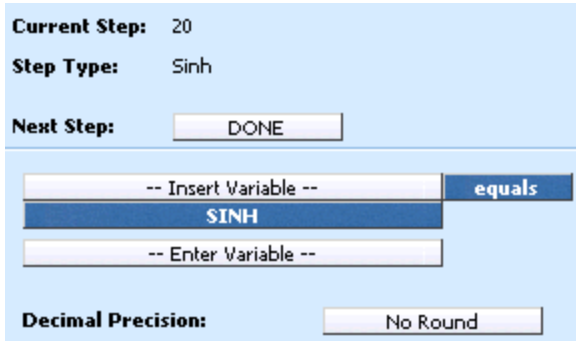 Current Step: 20
Step Type: Sinh
Next Step: DONE
-- Insert Variable -- equals
SINH
-- Enter Variable --
Decimal Precision: No Round